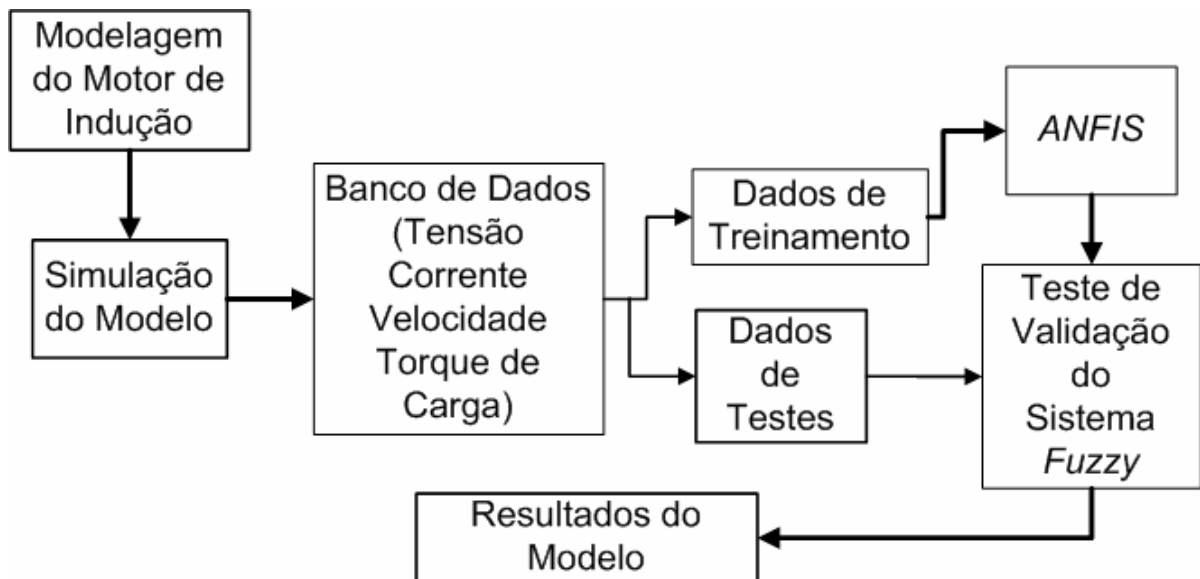 Modelagem
do Motor de
Indução
Simulação
do Modelo
Banco de Dados
(Tensão
Corrente
Velocidade
Torque de
Carga)
Dados de
Treinamento
Dados
de
Testes
ANFIS
Teste de
Validação
do
Sistema
Fuzzy
Resultados do
Modelo